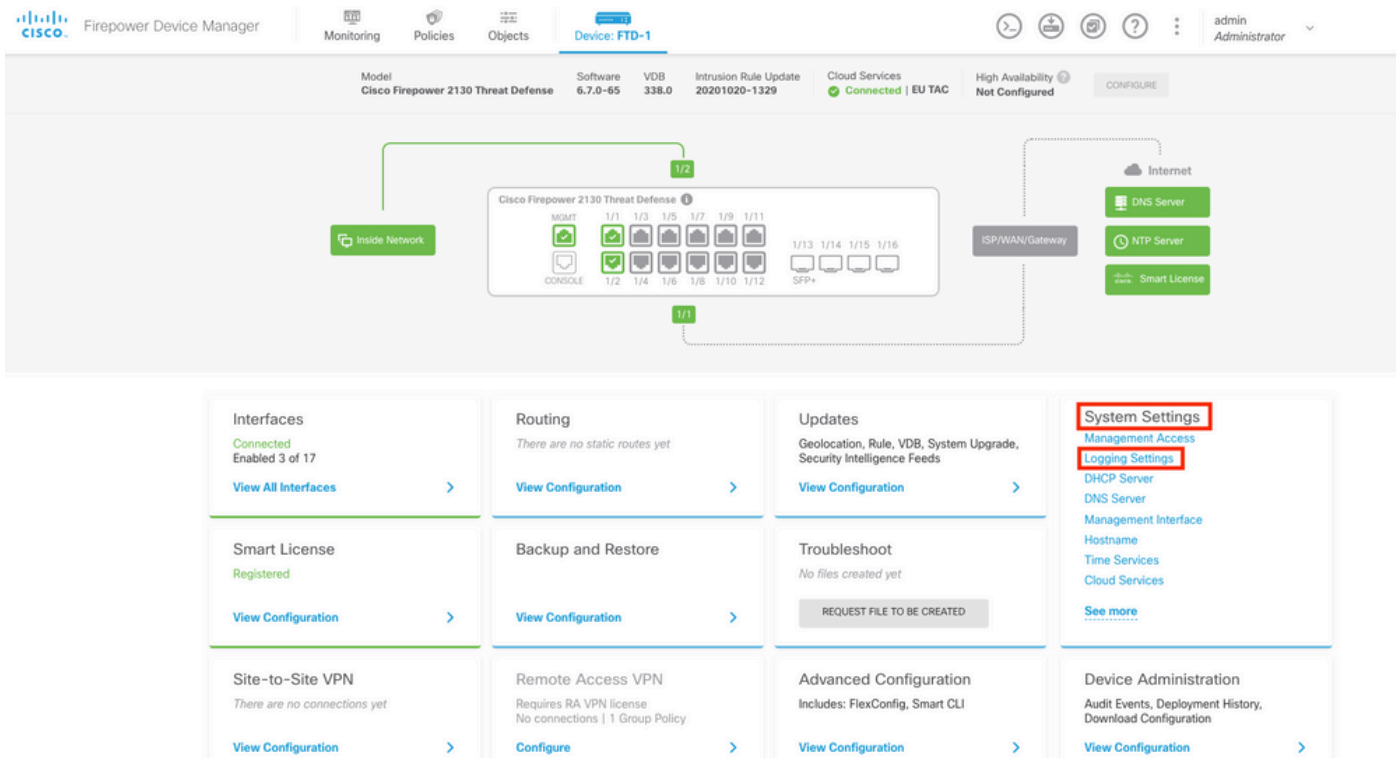 CISCO
Firepower Device Manager
Monitoring
Policies
Objects
Device: FTD-1
admin
Administrator
Model
Cisco Firepower 2130 Threat Defense
Software
6.7.0-65
VDB
338.0
Intrusion Rule Update
20201020-1329
Cloud Services
Connected | EU TAC
High Availability
Not Configured
CONFIGURE
1/2
Internet
Cisco Firepower 2130 Threat Defense
MGMT 1/1 1/3 1/5 1/7 1/9 1/11
1/13 1/14 1/15 1/16
CONSOLE 1/2 1/4 1/6 1/8 1/10 1/12 SFP+
Inside Network
ISP/WAN/Gateway
DNS Server
NTP Server
Smart License
1/1
Interfaces
Connected
Enabled 3 of 17
View All Interfaces
Routing
There are no static routes yet
View Configuration
Updates
Geolocation, Rule, VDB, System Upgrade,
Security Intelligence Feeds
View Configuration
System Settings
Management Access
Logging Settings
DHCP Server
DNS Server
Management Interface
Hostname
Time Services
Cloud Services
See more
Smart License
Registered
View Configuration
Backup and Restore
View Configuration
Troubleshoot
No files created yet
REQUEST FILE TO BE CREATED
Site-to-Site VPN
There are no connections yet
View Configuration
Remote Access VPN
Requires RA VPN license
No connections | 1 Group Policy
Configure
Advanced Configuration
Includes: FlexConfig, Smart CLI
View Configuration
Device Administration
Audit Events, Deployment History,
Download Configuration
View Configuration